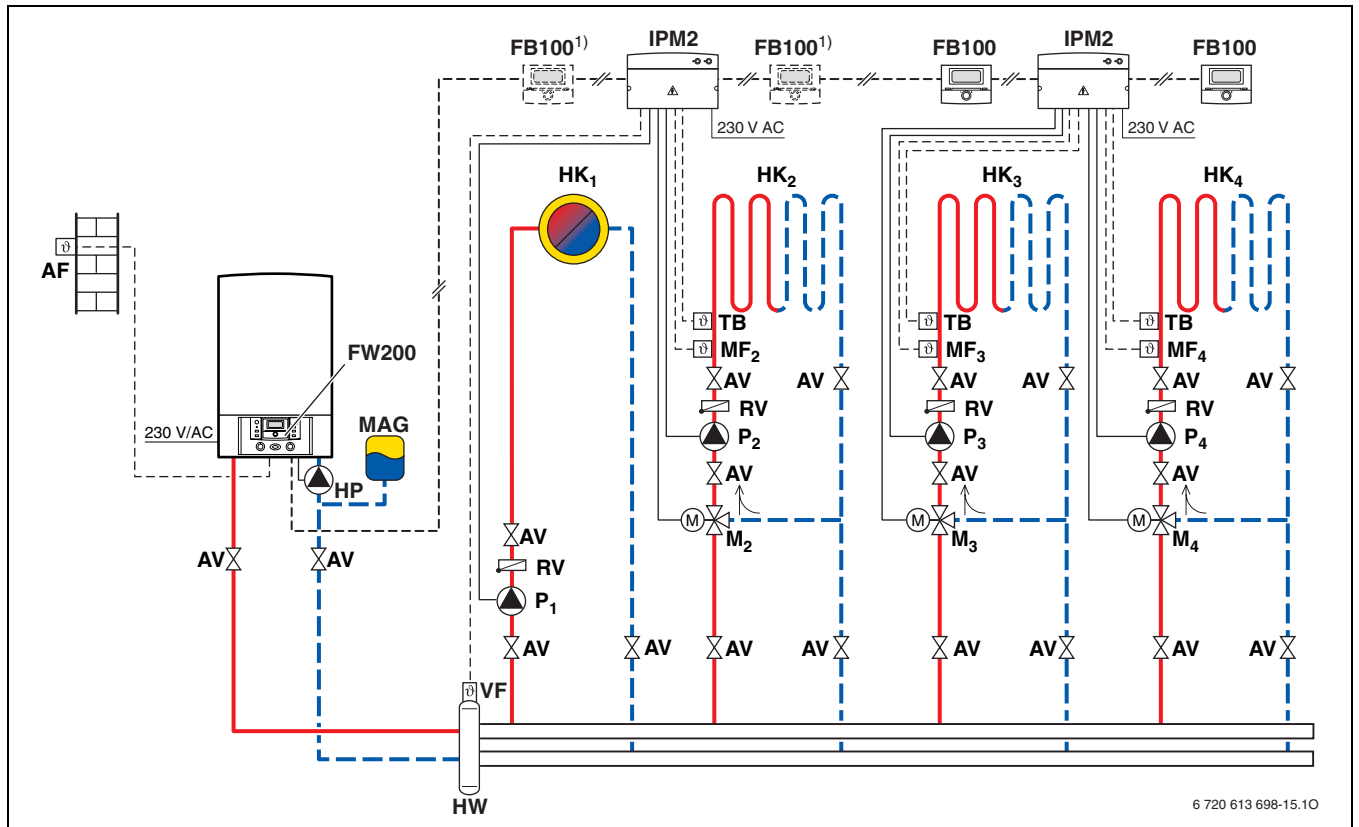 FB100¹⁾ IPM2 FB100¹⁾ FB100 IPM2 FB100
230 V AC 230 V AC
HK₁ HK₂ HK₃ HK₄
ϑ
AF
ϑ TB ϑ TB ϑ TB
ϑ MF₂ ϑ MF₃ ϑ MF₄
FW200
AV AV AV AV AV AV
RV RV RV
MAG
230 V/AC
P₂ P₃ P₄
HP
AV AV AV
M M₂ M M₃ M M₄
AV AV AV
RV
P₁
AV AV AV AV AV AV AV AV
ϑ VF
HW
6 720 613 698-15.1O